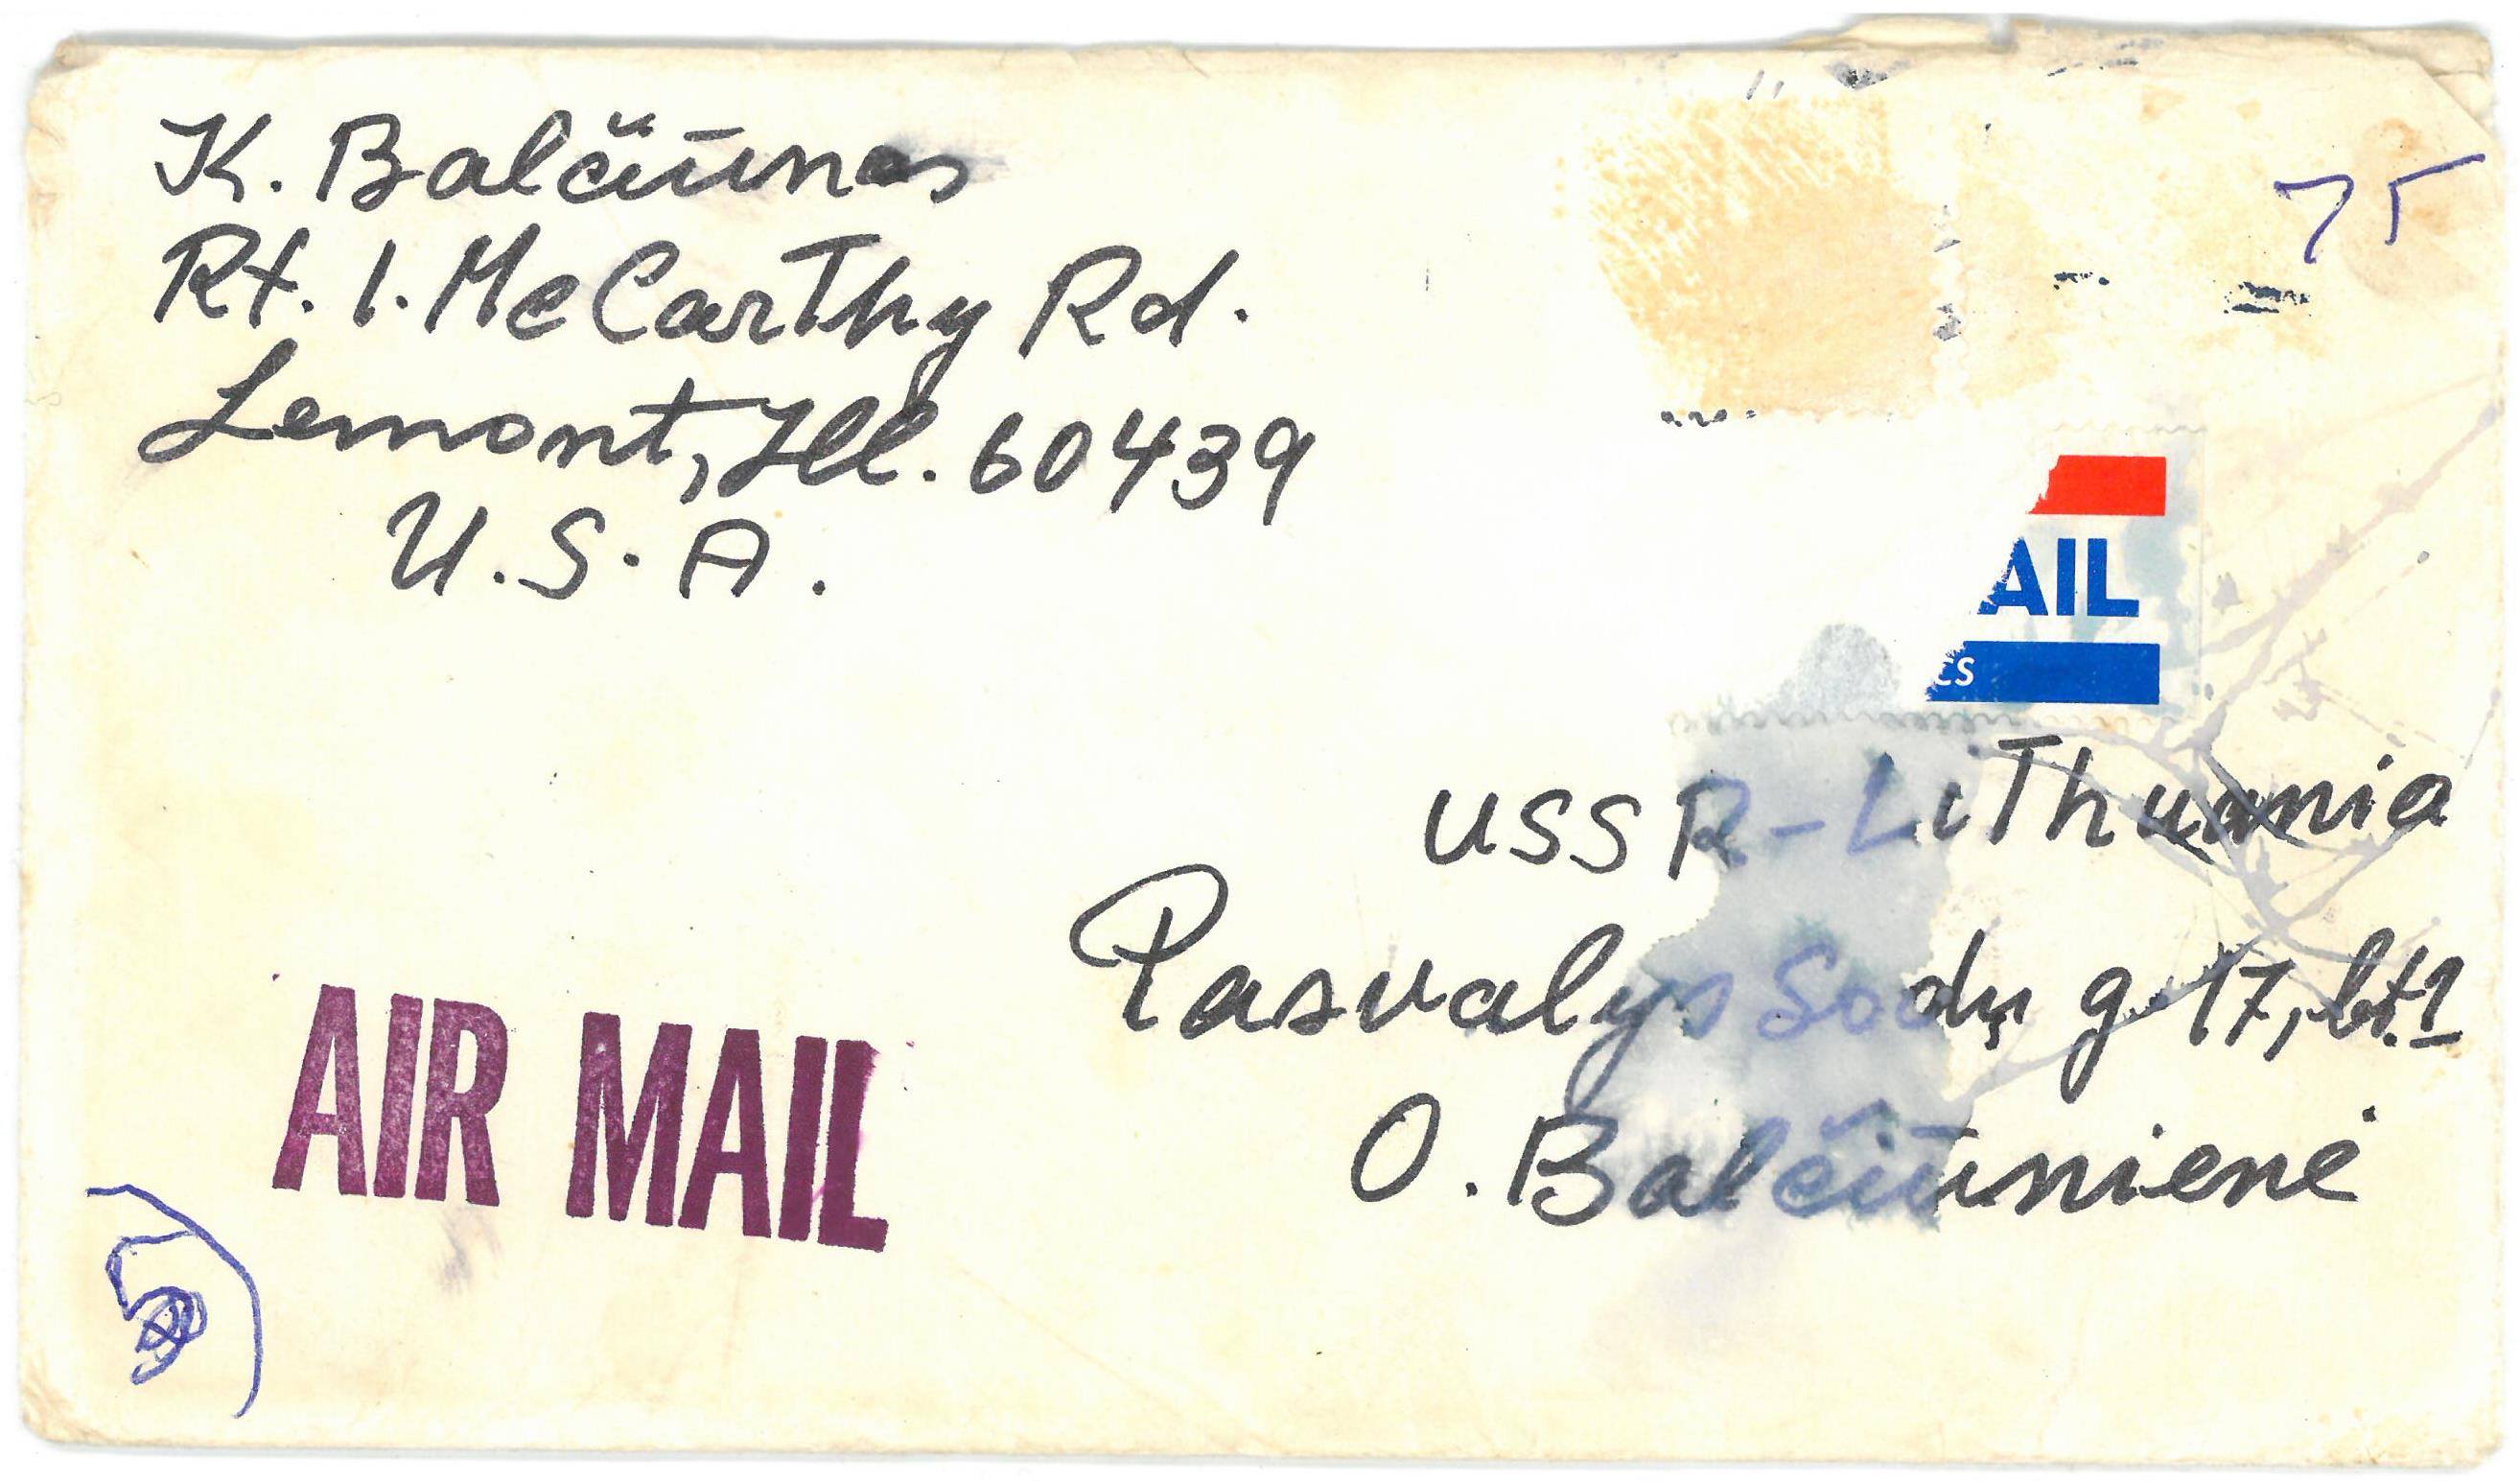 K. Balčiūnas
Rt. 1. McCarthy Rd.
Lemont, Ill. 60439
U.S.A.
75
AIL
CS
USSR-Lithuania
Pasvalys Sodų g. 17, bt.1
O. Balčiūnienė
AIR MAIL